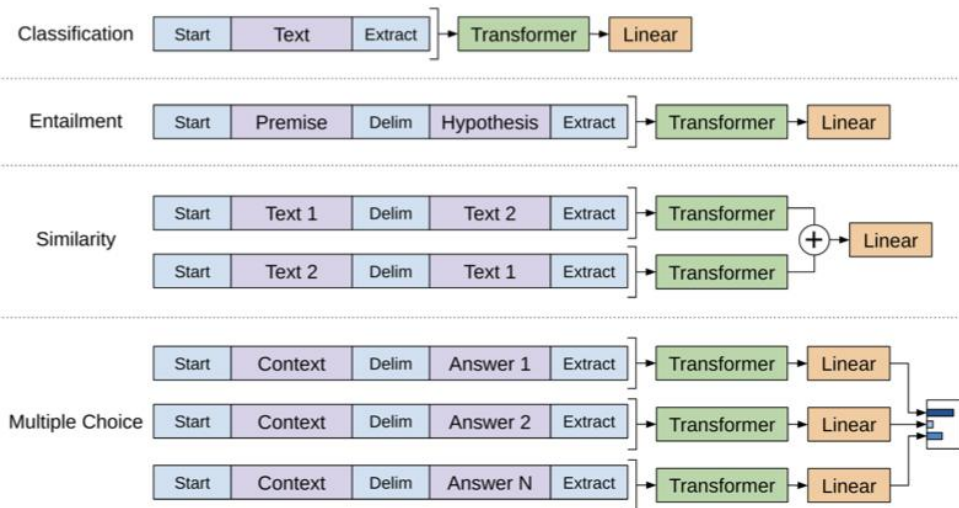 Classification Start Text Extract Transformer Linear
Entailment Start Premise Delim Hypothesis Extract Transformer Linear
Start Text 1 Delim Text 2 Extract Transformer
Similarity + Linear
Start Text 2 Delim Text 1 Extract Transformer
Start Context Delim Answer 1 Extract Transformer Linear
Multiple Choice Start Context Delim Answer 2 Extract Transformer Linear
Start Context Delim Answer N Extract Transformer Linear